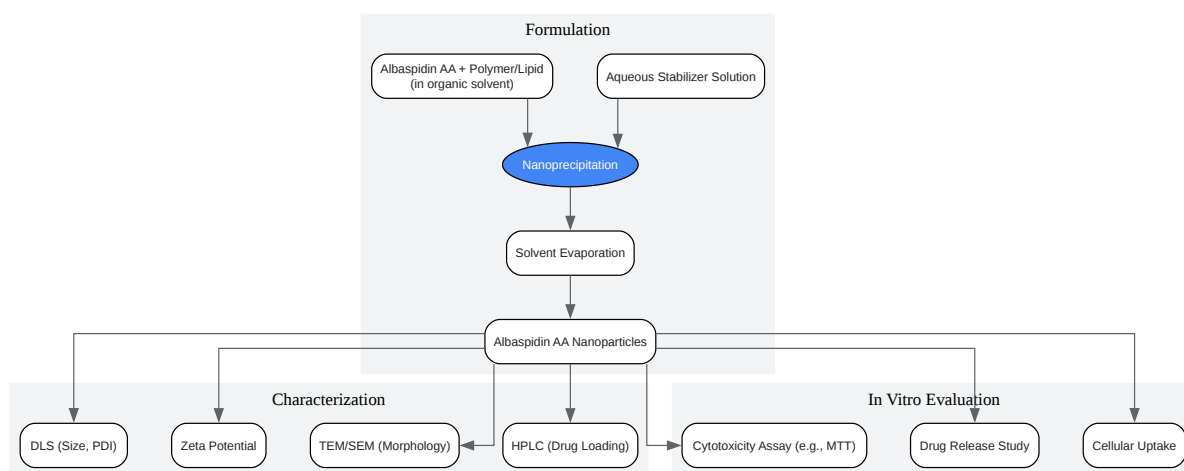 Formulation
Albaspidin AA + Polymer/Lipid
(in organic solvent)
Aqueous Stabilizer Solution
Nanoprecipitation
Solvent Evaporation
Albaspidin AA Nanoparticles
Characterization
In Vitro Evaluation
DLS (Size, PDI)
Zeta Potential
TEM/SEM (Morphology)
HPLC (Drug Loading)
Cytotoxicity Assay (e.g., MTT)
Drug Release Study
Cellular Uptake